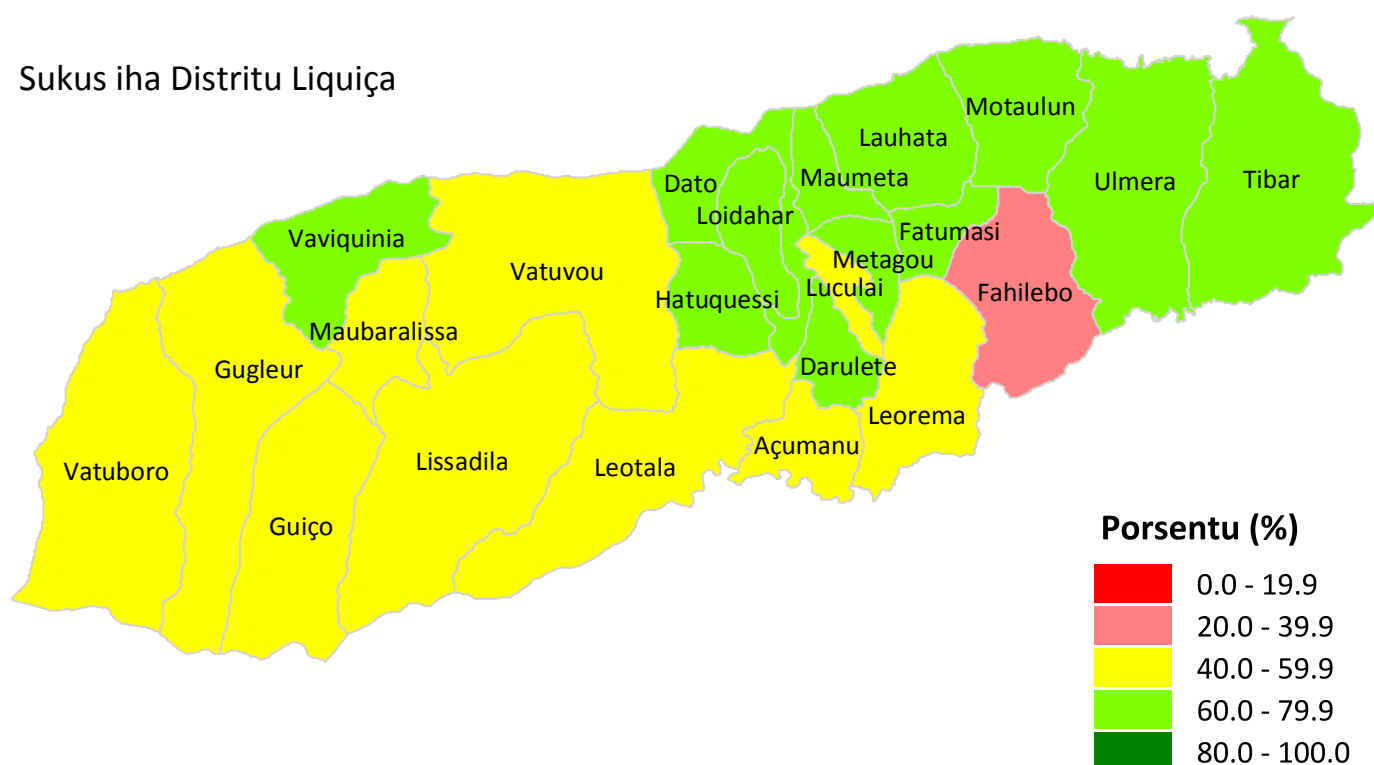 Sukus iha Distritu Liquiça
Motaulun
Lauhata
Maumeta
Dato
Ulmera
Tibar
Loidahar
Vaviquinia
Fatumasi
Metagou
Vatuvou
Luculai
Fahilebo
Hatuquessi
Maubaralissa
Gugleur
Darulete
Leorema
Açumanu
Lissadila
Leotala
Vatuboro
Guiço
Porsentu (%)
0.0 - 19.9
20.0 - 39.9
40.0 - 59.9
60.0 - 79.9
80.0 - 100.0